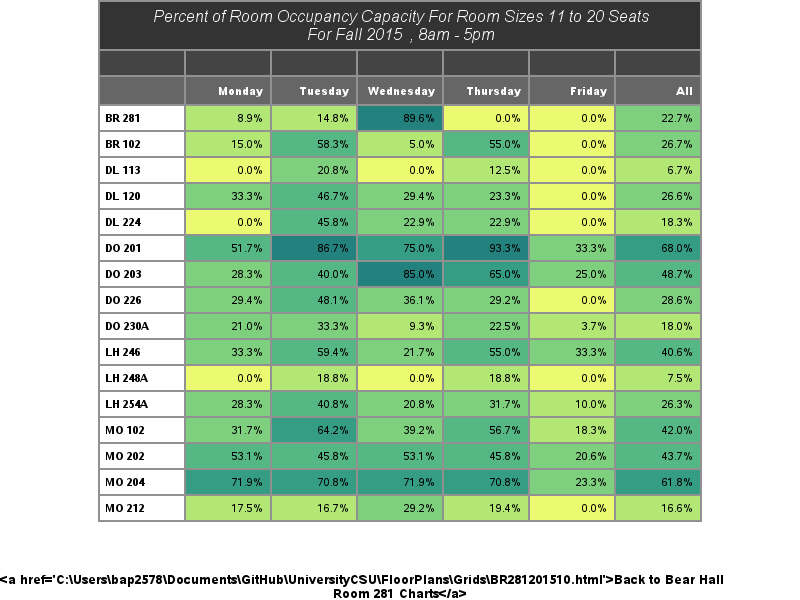 Percent of Room Occupancy Capacity For Room Sizes 11 to 20 Seats
For Fall 2015 , 8am - 5pm
Monday Tuesday Wednesday Thursday Friday All
BR 281 8.9% 14.8% 89.6% 0.0% 0.0% 22.7%
BR 102 15.0% 58.3% 5.0% 55.0% 0.0% 26.7%
DL 113 0.0% 20.8% 0.0% 12.5% 0.0% 6.7%
DL 120 33.3% 46.7% 29.4% 23.3% 0.0% 26.6%
DL 224 0.0% 45.8% 22.9% 22.9% 0.0% 18.3%
DO 201 51.7% 86.7% 75.0% 93.3% 33.3% 68.0%
DO 203 28.3% 40.0% 85.0% 65.0% 25.0% 48.7%
DO 226 29.4% 48.1% 36.1% 29.2% 0.0% 28.6%
DO 230A 21.0% 33.3% 9.3% 22.5% 3.7% 18.0%
LH 246 33.3% 59.4% 21.7% 55.0% 33.3% 40.6%
LH 248A 0.0% 18.8% 0.0% 18.8% 0.0% 7.5%
LH 254A 28.3% 40.8% 20.8% 31.7% 10.0% 26.3%
MO 102 31.7% 64.2% 39.2% 56.7% 18.3% 42.0%
MO 202 53.1% 45.8% 53.1% 45.8% 20.6% 43.7%
MO 204 71.9% 70.8% 71.9% 70.8% 23.3% 61.8%
MO 212 17.5% 16.7% 29.2% 19.4% 0.0% 16.6%
<a href='C:\Users\bap2578\Documents\GitHub\UniversityCSU\FloorPlans\Grids\BR281201510.html'>Back to Bear Hall
Room 281 Charts</a>